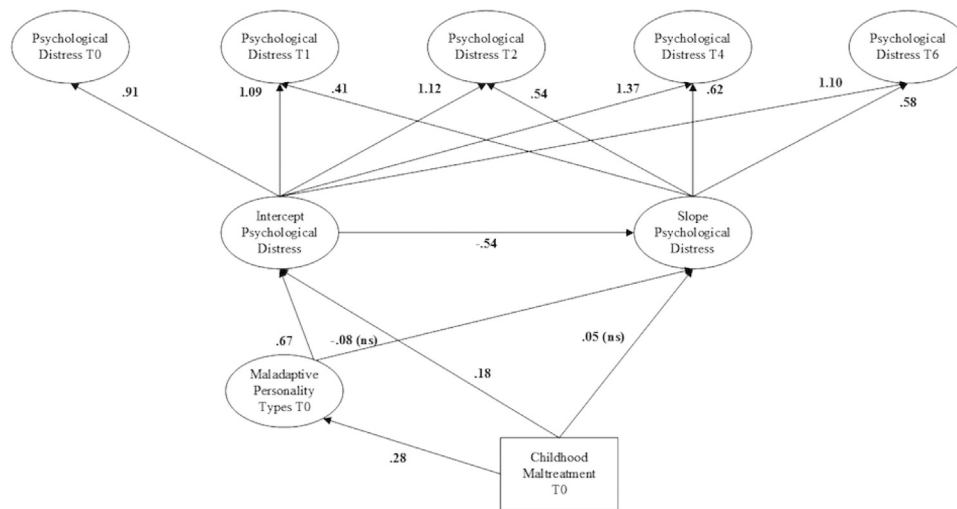 Psychological
Distress T0
Psychological
Distress T1
Psychological
Distress T2
Psychological
Distress T4
Psychological
Distress T6
.91
1.09
.41
1.12
.54
1.37
.62
1.10
.58
Intercept
Psychological
Distress
Slope
Psychological
Distress
-.54
.67
-.08 (ns)
.05 (ns)
.18
Maladaptive
Personality
Types T0
.28
Childhood
Maltreatment
T0